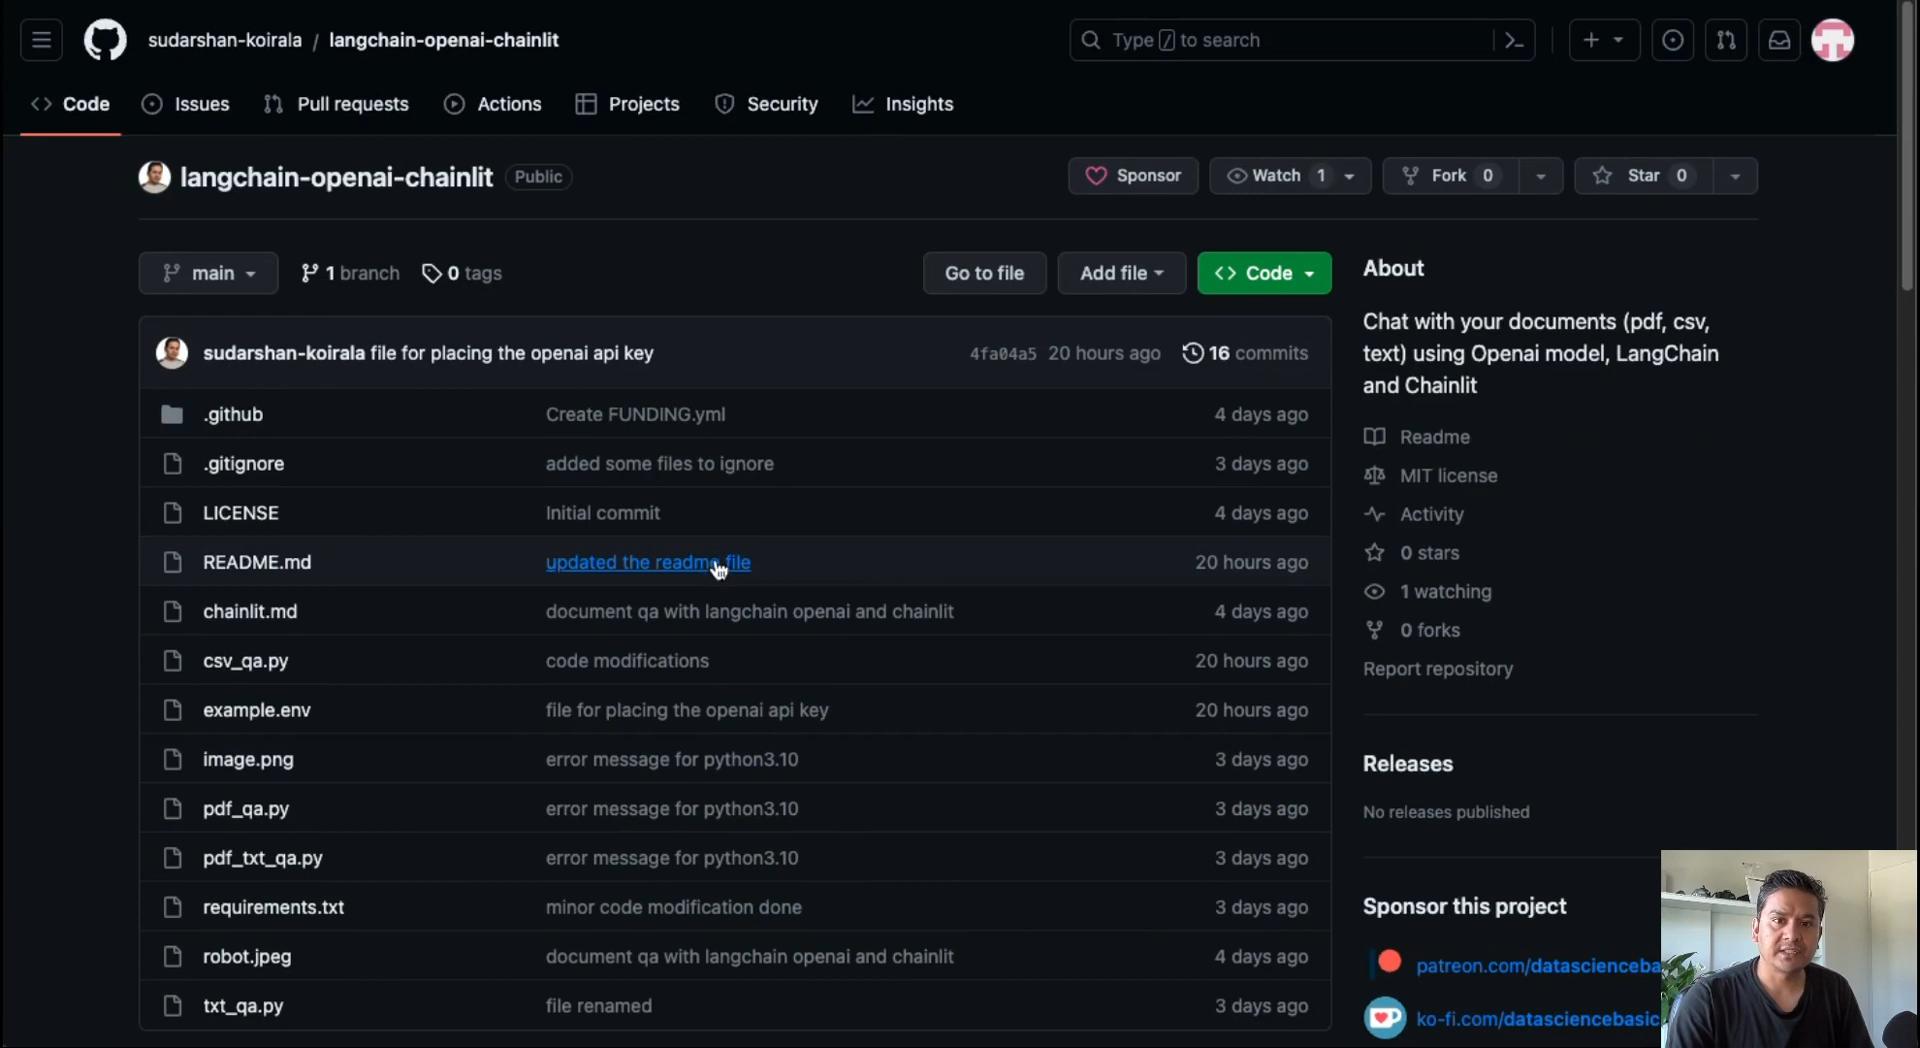 sudarshan-koirala / langchain-openai-chainlit
Type / to search
Code Issues Pull requests Actions Projects Security Insights
langchain-openai-chainlit Public
Sponsor Watch 1 Fork 0 Star 0
main 1 branch 0 tags Go to file Add file Code
sudarshan-koirala file for placing the openai api key 4fa04a5 20 hours ago 16 commits
.github Create FUNDING.yml 4 days ago
.gitignore added some files to ignore 3 days ago
LICENSE Initial commit 4 days ago
README.md updated the readme file 20 hours ago
chainlit.md document qa with langchain openai and chainlit 4 days ago
csv_qa.py code modifications 20 hours ago
example.env file for placing the openai api key 20 hours ago
image.png error message for python3.10 3 days ago
pdf_qa.py error message for python3.10 3 days ago
pdf_txt_qa.py error message for python3.10 3 days ago
requirements.txt minor code modification done 3 days ago
robot.jpeg document qa with langchain openai and chainlit 4 days ago
txt_qa.py file renamed 3 days ago
About
Chat with your documents (pdf, csv,
text) using Openai model, LangChain
and Chainlit
Readme
MIT license
Activity
0 stars
1 watching
0 forks
Report repository
Releases
No releases published
Sponsor this project
patreon.com/datascienceba
ko-fi.com/datasciencebasic